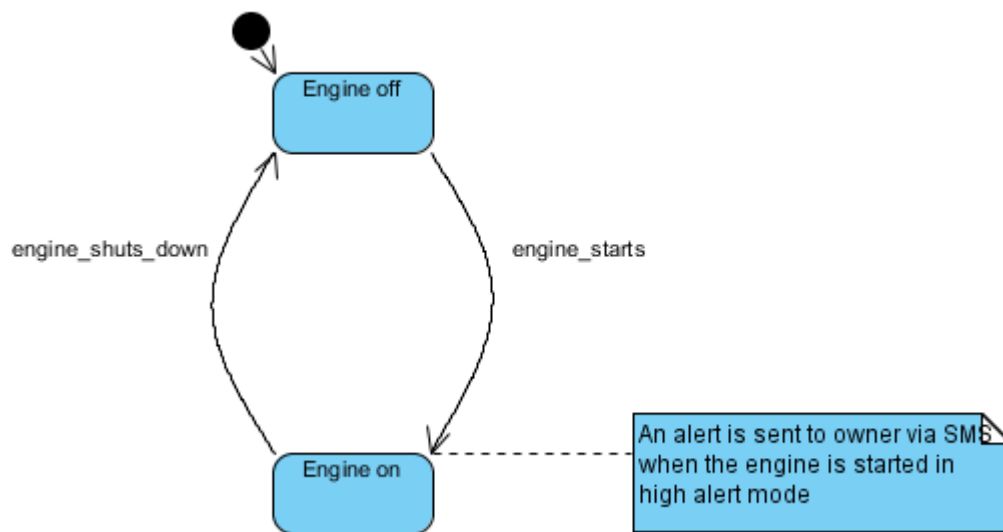 Engine off
engine_shuts_down
engine_starts
Engine on
An alert is sent to owner via SMS
when the engine is started in
high alert mode